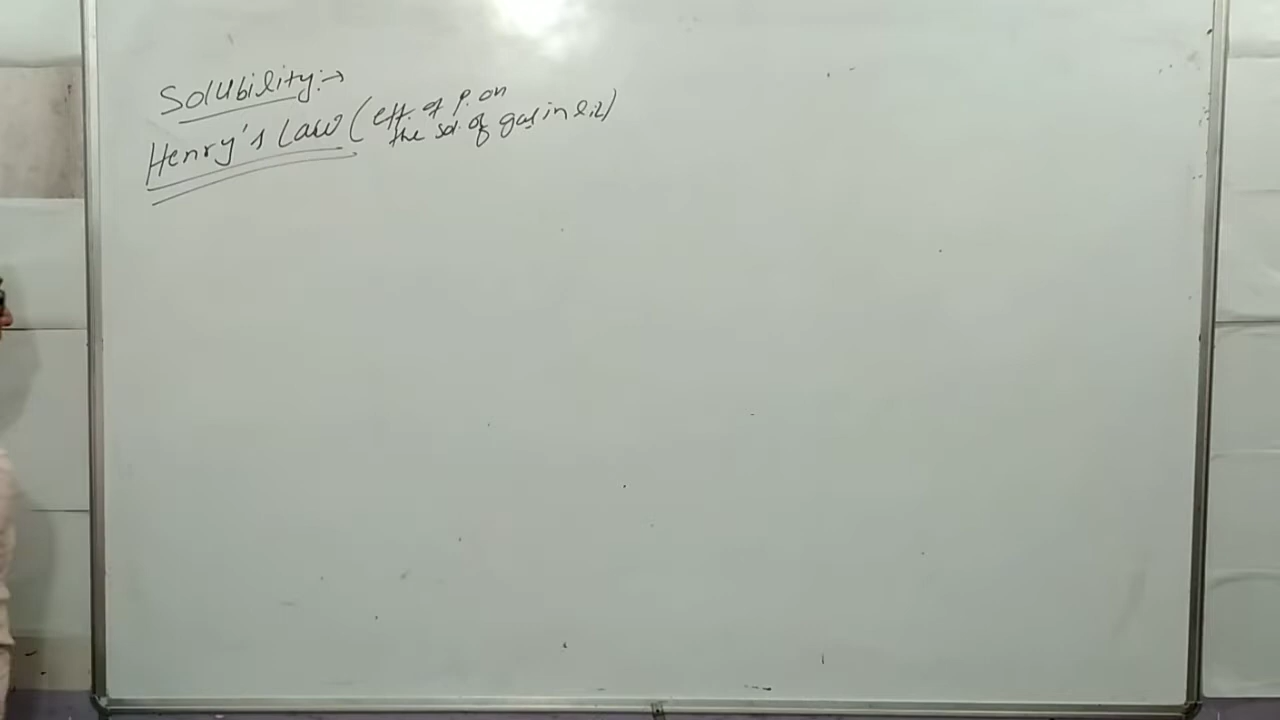 Solubility:→
Henry's Law (eff. of P. on
the sol. of gas in liq)